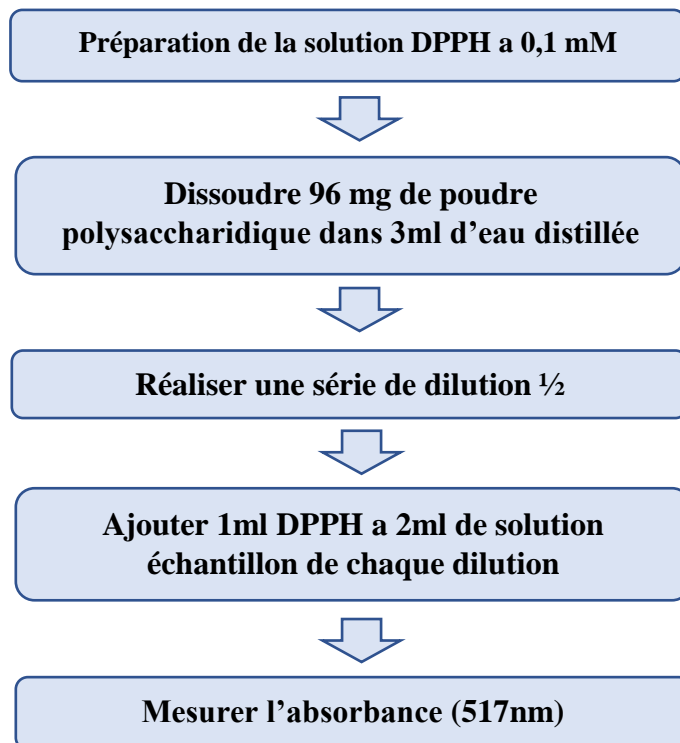 Préparation de la solution DPPH a 0,1 mM
Dissoudre 96 mg de poudre
polysaccharidique dans 3ml d’eau distillée
Réaliser une série de dilution ½
Ajouter 1ml DPPH a 2ml de solution
échantillon de chaque dilution
Mesurer l’absorbance (517nm)